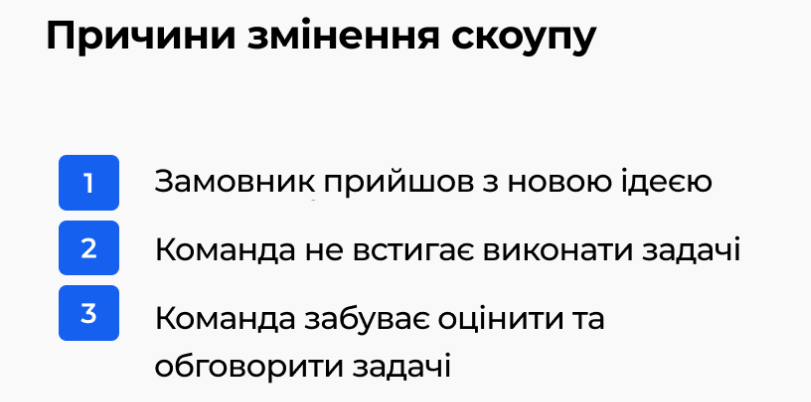 Причини змінення скоупу
1 Замовник прийшов з новою ідеєю
2 Команда не встигає виконати задачі
3 Команда забуває оцінити та
обговорити задачі